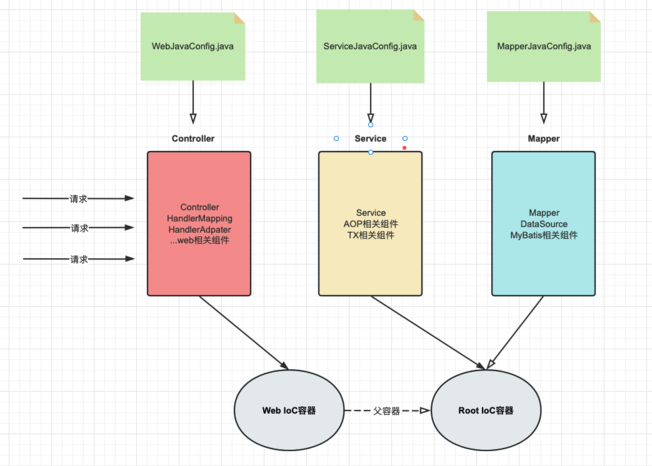 WebJavaConfig.java
ServiceJavaConfig.java
MapperJavaConfig.java
Controller
Service
Mapper
请求
请求
请求
Controller
HandlerMapping
HandlerAdpater
...web相关组件
Service
AOP相关组件
TX相关组件
Mapper
DataSource
MyBatis相关组件
Web IoC容器
父容器
Root IoC容器